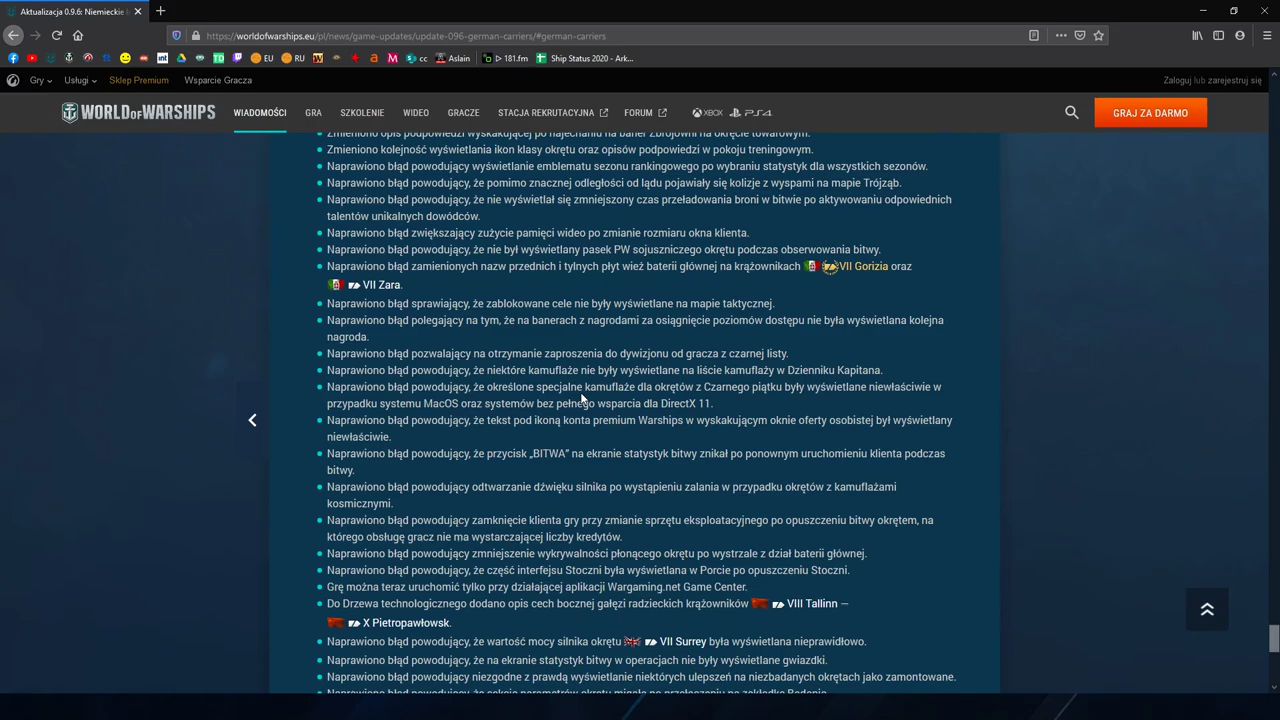 Aktualizacja 0.9.6: Niemieckie l
https://worldofwarships.eu/pl/news/game-updates/update-096-german-carriers/#german-carriers
EU
RU
cc
Aslain
181.fm
Ship Status 2020 - Ark...
Gry
Usługi
Sklep Premium
Wsparcie Gracza
Zaloguj lub zarejestruj się
WORLD OF WARSHIPS
WIADOMOŚCI
GRA
SZKOLENIE
WIDEO
GRACZE
STACJA REKRUTACYJNA
FORUM
XBOX
PS4
GRAJ ZA DARMO
Zmieniono opis podpowiedzi wyskakującej po najechaniu na baner Zbrojowni na okręcie towarowym.
Zmieniono kolejność wyświetlania ikon klasy okrętu oraz opisów podpowiedzi w pokoju treningowym.
Naprawiono błąd powodujący wyświetlanie emblematu sezonu rankingowego po wybraniu statystyk dla wszystkich sezonów.
Naprawiono błąd powodujący, że pomimo znacznej odległości od lądu pojawiały się kolizje z wyspami na mapie Trójząb.
Naprawiono błąd powodujący, że nie wyświetlał się zmniejszony czas przeładowania broni w bitwie po aktywowaniu odpowiednich
talentów unikalnych dowódców.
Naprawiono błąd zwiększający zużycie pamięci wideo po zmianie rozmiaru okna klienta.
Naprawiono błąd powodujący, że nie był wyświetlany pasek PW sojuszniczego okrętu podczas obserwowania bitwy.
Naprawiono błąd zamienionych nazw przednich i tylnych płyt wież baterii głównej na krążownikach VII Gorizia oraz
VII Zara.
Naprawiono błąd sprawiający, że zablokowane cele nie były wyświetlane na mapie taktycznej.
Naprawiono błąd polegający na tym, że na banerach z nagrodami za osiągnięcie poziomów dostępu nie była wyświetlana kolejna
nagroda.
Naprawiono błąd pozwalający na otrzymanie zaproszenia do dywizjonu od gracza z czarnej listy.
Naprawiono błąd powodujący, że niektóre kamuflaże nie były wyświetlane na liście kamuflaży w Dzienniku Kapitana.
Naprawiono błąd powodujący, że określone specjalne kamuflaże dla okrętów z Czarnego piątku były wyświetlane niewłaściwie w
przypadku systemu MacOS oraz systemów bez pełnego wsparcia dla DirectX 11.
Naprawiono błąd powodujący, że tekst pod ikoną konta premium Warships w wyskakującym oknie oferty osobistej był wyświetlany
niewłaściwie.
Naprawiono błąd powodujący, że przycisk „BITWA” na ekranie statystyk bitwy znikał po ponownym uruchomieniu klienta podczas
bitwy.
Naprawiono błąd powodujący odtwarzanie dźwięku silnika po wystąpieniu zalania w przypadku okrętów z kamuflażami
kosmicznymi.
Naprawiono błąd powodujący zamknięcie klienta gry przy zmianie sprzętu eksploatacyjnego po opuszczeniu bitwy okrętem, na
którego obsługę gracz nie ma wystarczającej liczby kredytów.
Naprawiono błąd powodujący zmniejszenie wykrywalności płonącego okrętu po wystrzale z dział baterii głównej.
Naprawiono błąd powodujący, że część interfejsu Stoczni była wyświetlana w Porcie po opuszczeniu Stoczni.
Grę można teraz uruchomić tylko przy działającej aplikacji Wargaming.net Game Center.
Do Drzewa technologicznego dodano opis cech bocznej gałęzi radzieckich krążowników VIII Tallinn —
X Pietropawłowsk.
Naprawiono błąd powodujący, że wartość mocy silnika okrętu VII Surrey była wyświetlana nieprawidłowo.
Naprawiono błąd powodujący, że na ekranie statystyk bitwy w operacjach nie były wyświetlane gwiazdki.
Naprawiono błąd powodujący niezgodne z prawdą wyświetlanie niektórych ulepszeń na niezbadanych okrętach jako zamontowane.